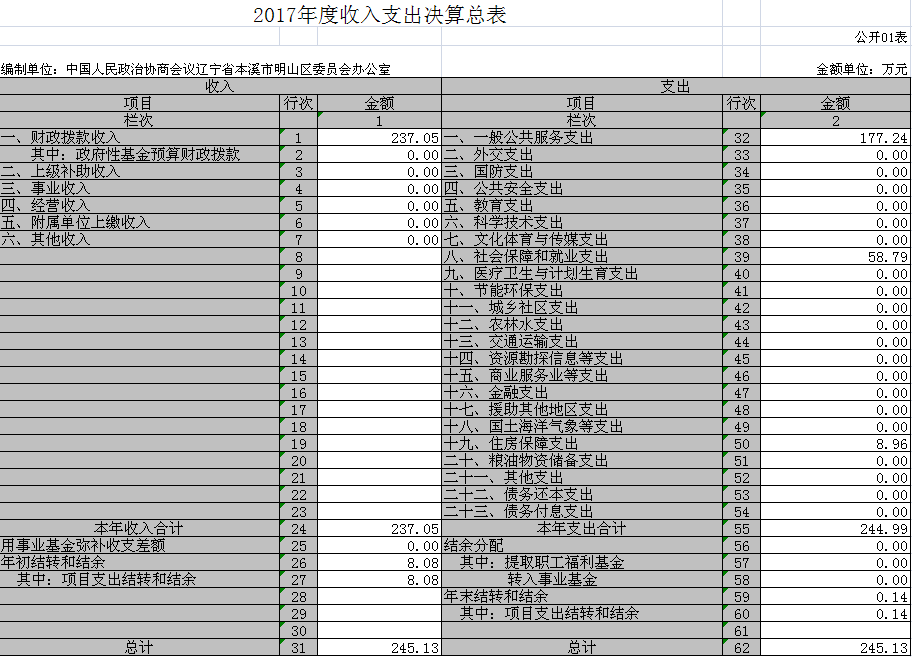 2017年度收入支出决算总表
公开01表
编制单位：中国人民政治协商会议辽宁省本溪市明山区委员会办公室 金额单位：万元
收入 支出
项目 行次 金额 项目 行次 金额
栏次 1 栏次 2
一、财政拨款收入 1 237.05 一、一般公共服务支出 32 177.24
其中：政府性基金预算财政拨款 2 0.00 二、外交支出 33 0.00
二、上级补助收入 3 0.00 三、国防支出 34 0.00
三、事业收入 4 0.00 四、公共安全支出 35 0.00
四、经营收入 5 0.00 五、教育支出 36 0.00
五、附属单位上缴收入 6 0.00 六、科学技术支出 37 0.00
六、其他收入 7 0.00 七、文化体育与传媒支出 38 0.00
8 八、社会保障和就业支出 39 58.79
9 九、医疗卫生与计划生育支出 40 0.00
10 十、节能环保支出 41 0.00
11 十一、城乡社区支出 42 0.00
12 十二、农林水支出 43 0.00
13 十三、交通运输支出 44 0.00
14 十四、资源勘探信息等支出 45 0.00
15 十五、商业服务业等支出 46 0.00
16 十六、金融支出 47 0.00
17 十七、援助其他地区支出 48 0.00
18 十八、国土海洋气象等支出 49 0.00
19 十九、住房保障支出 50 8.96
20 二十、粮油物资储备支出 51 0.00
21 二十一、其他支出 52 0.00
22 二十二、债务还本支出 53 0.00
23 二十三、债务付息支出 54 0.00
本年收入合计 24 237.05 本年支出合计 55 244.99
用事业基金弥补收支差额 25 0.00 结余分配 56 0.00
年初结转和结余 26 8.08 其中：提取职工福利基金 57 0.00
其中：项目支出结转和结余 27 8.08 转入事业基金 58 0.00
28 年末结转和结余 59 0.14
29 其中：项目支出结转和结余 60 0.14
30 61
总计 31 245.13 总计 62 245.13